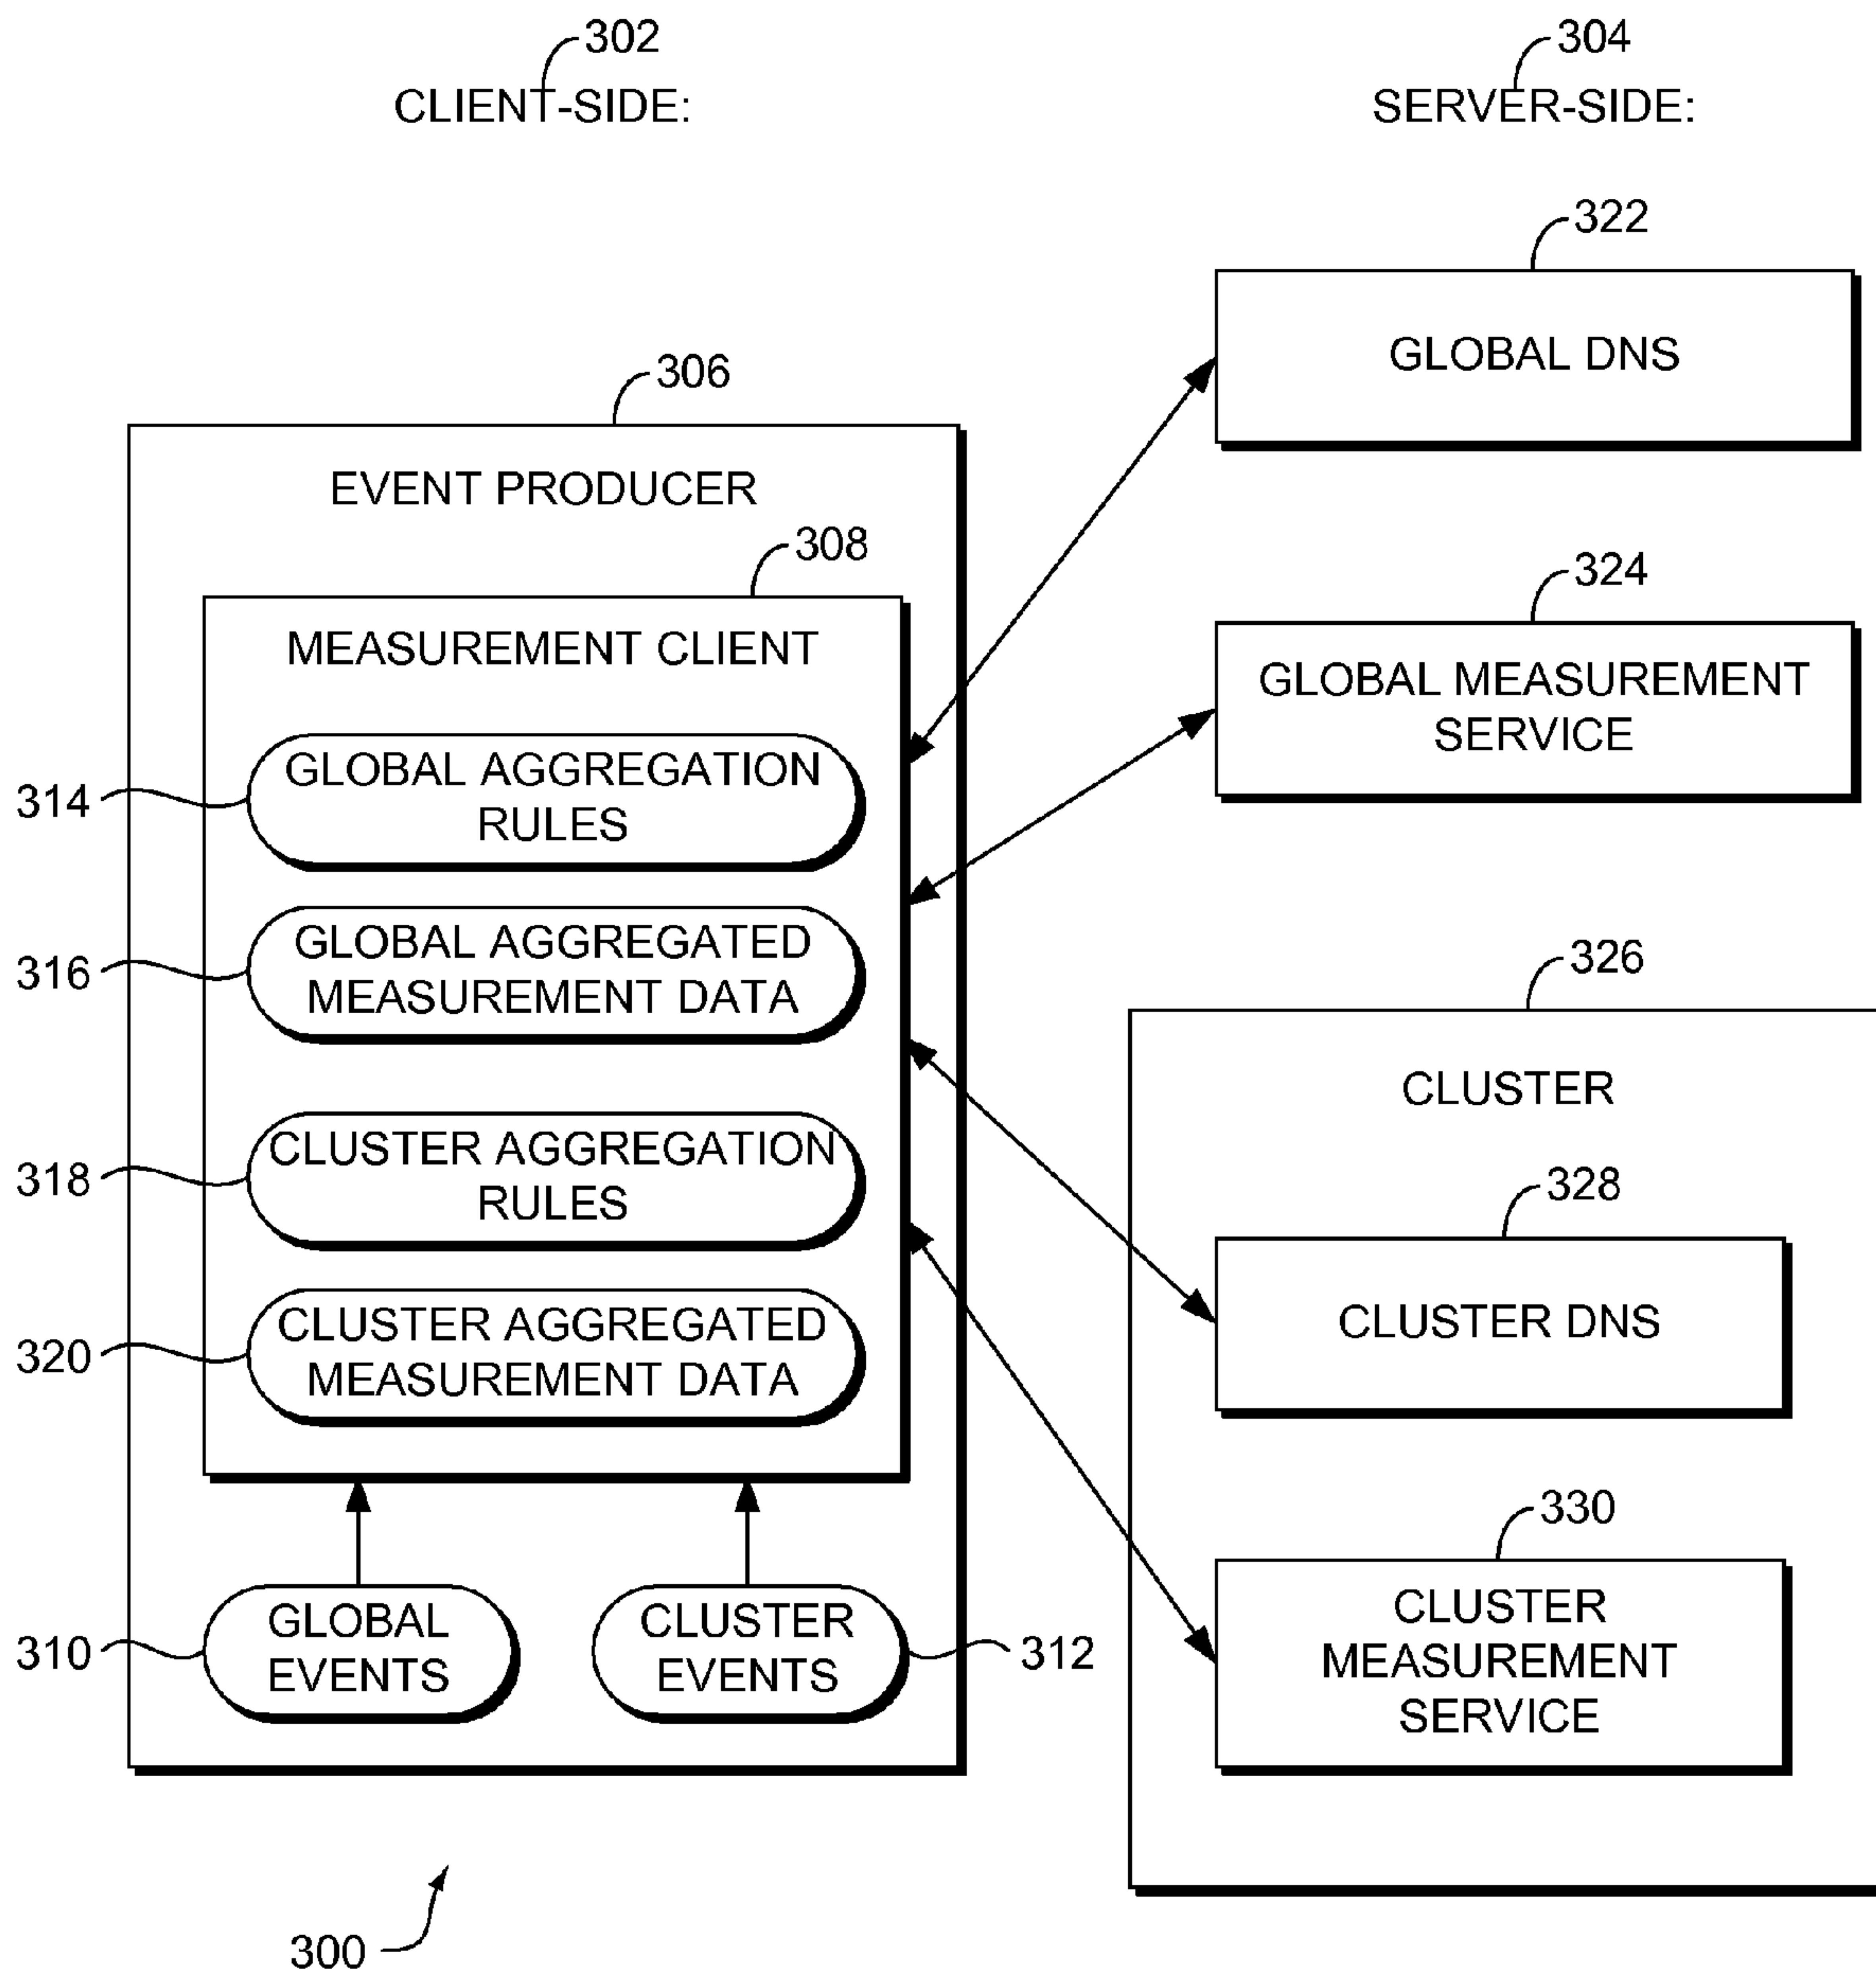 302
CLIENT-SIDE:
304
SERVER-SIDE:
306
EVENT PRODUCER
308
MEASUREMENT CLIENT
314
GLOBAL AGGREGATION
RULES
316
GLOBAL AGGREGATED
MEASUREMENT DATA
318
CLUSTER AGGREGATION
RULES
320
CLUSTER AGGREGATED
MEASUREMENT DATA
310
GLOBAL
EVENTS
CLUSTER
EVENTS
312
322
GLOBAL DNS
324
GLOBAL MEASUREMENT
SERVICE
326
CLUSTER
328
CLUSTER DNS
330
CLUSTER
MEASUREMENT
SERVICE
300